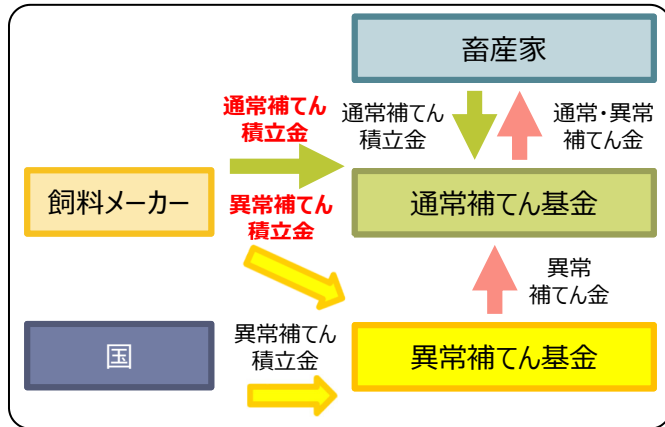 畜産家
通常補てん
積立金
通常補てん
積立金
通常・異常
補てん金
飼料メーカー
通常補てん基金
異常補てん
積立金
異常
補てん金
異常補てん
積立金
国
異常補てん基金